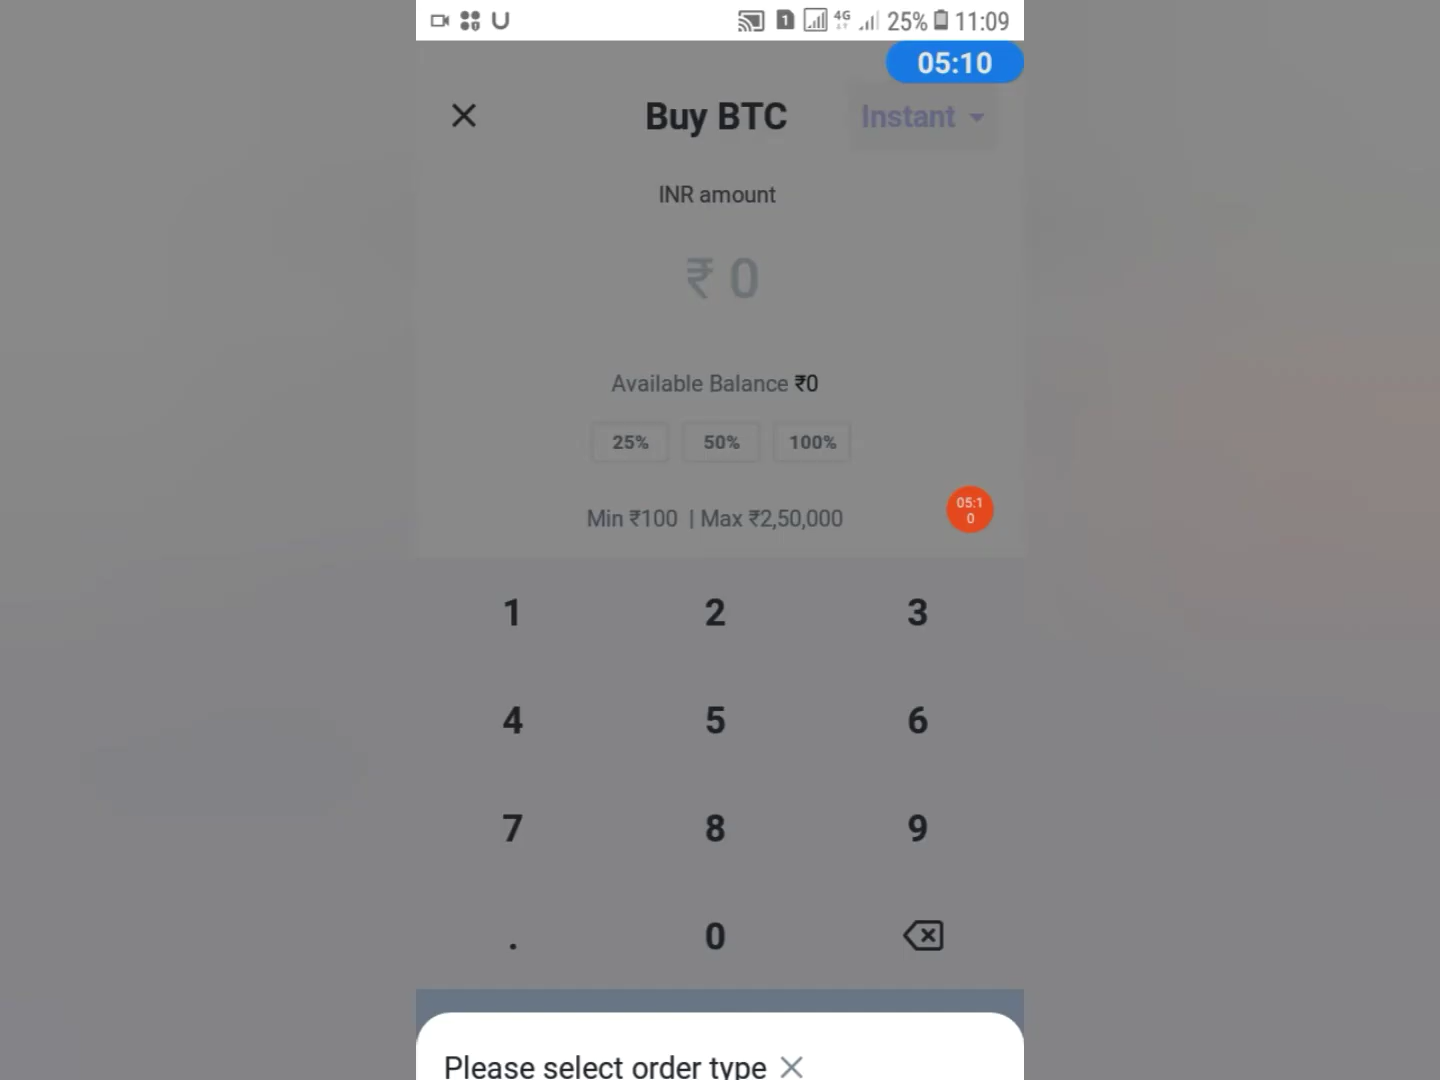 1 4G 25% 11:09
05:10
Buy BTC Instant
INR amount
₹ 0
Available Balance ₹0
25% 50% 100%
Min ₹100 | Max ₹2,50,000
05:1
0
1 2 3
4 5 6
7 8 9
. 0
Please select order type